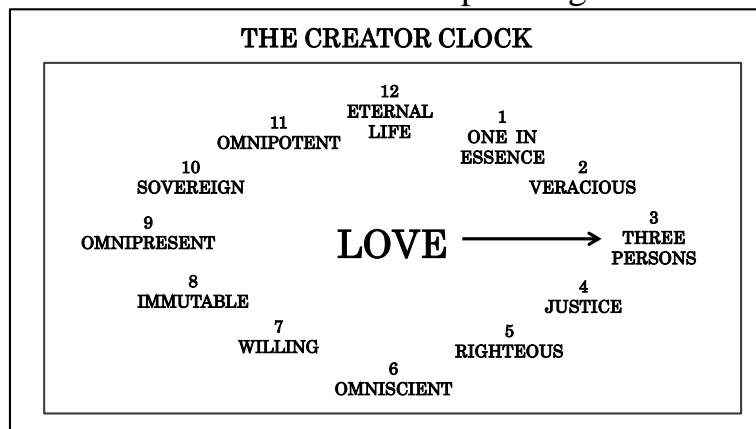 THE CREATOR CLOCK
12
ETERNAL
LIFE
1
ONE IN
ESSENCE
2
VERACIOUS
3
THREE
PERSONS
4
JUSTICE
5
RIGHTEOUS
6
OMNISCIENT
7
WILLING
8
IMMUTABLE
9
OMNIPRESENT
10
SOVEREIGN
11
OMNIPOTENT
LOVE